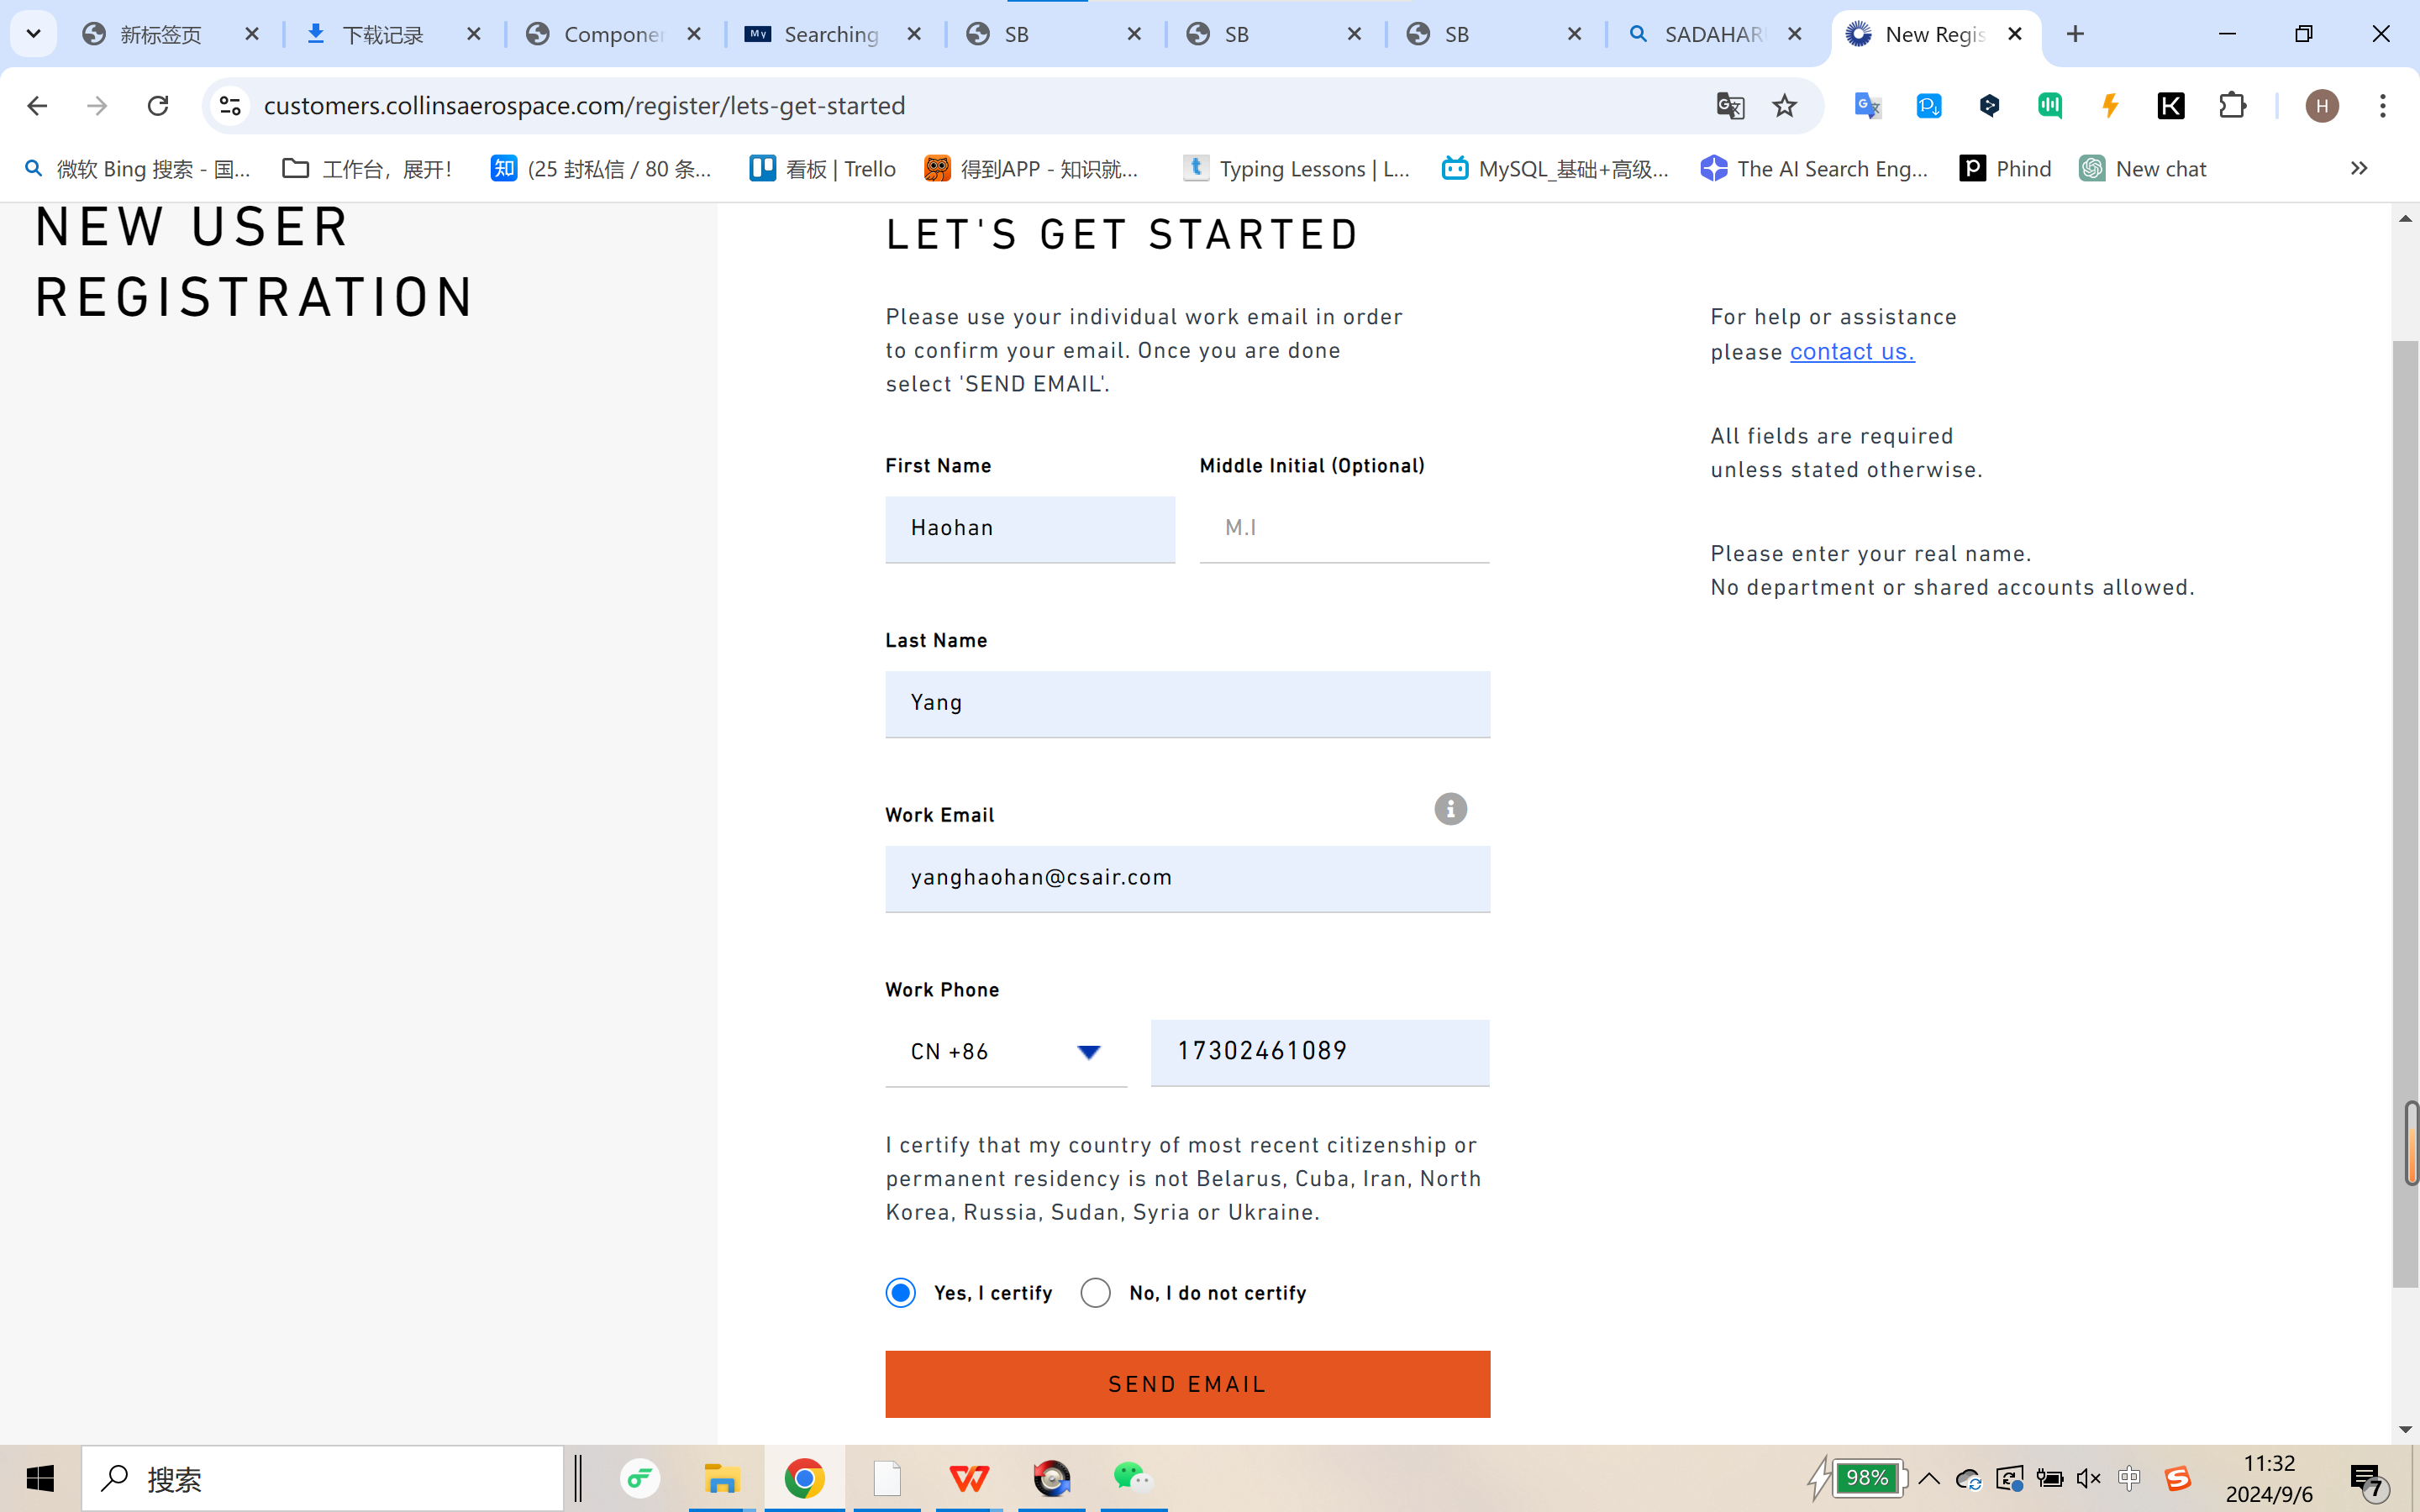 新标签页
下载记录
Componen
My Searching
SB
SB
SB
SADAHAR
New Regis
customers.collinsaerospace.com/register/lets-get-started
H
微软 Bing 搜索 - 国...
工作台，展开！
知 (25 封私信 / 80 条...
看板 | Trello
得到APP - 知识就...
Typing Lessons | L...
MySQL_基础+高级...
The AI Search Eng...
Phind
New chat
NEW USER
REGISTRATION
LET'S GET STARTED
Please use your individual work email in order
to confirm your email. Once you are done
select 'SEND EMAIL'.
For help or assistance
please contact us.
All fields are required
unless stated otherwise.
Please enter your real name.
No department or shared accounts allowed.
First Name
Middle Initial (Optional)
Haohan
M.I
Last Name
Yang
Work Email
yanghaohan@csair.com
Work Phone
CN +86
17302461089
I certify that my country of most recent citizenship or
permanent residency is not Belarus, Cuba, Iran, North
Korea, Russia, Sudan, Syria or Ukraine.
Yes, I certify
No, I do not certify
SEND EMAIL
搜索
98%
中
11:32
2024/9/6
7